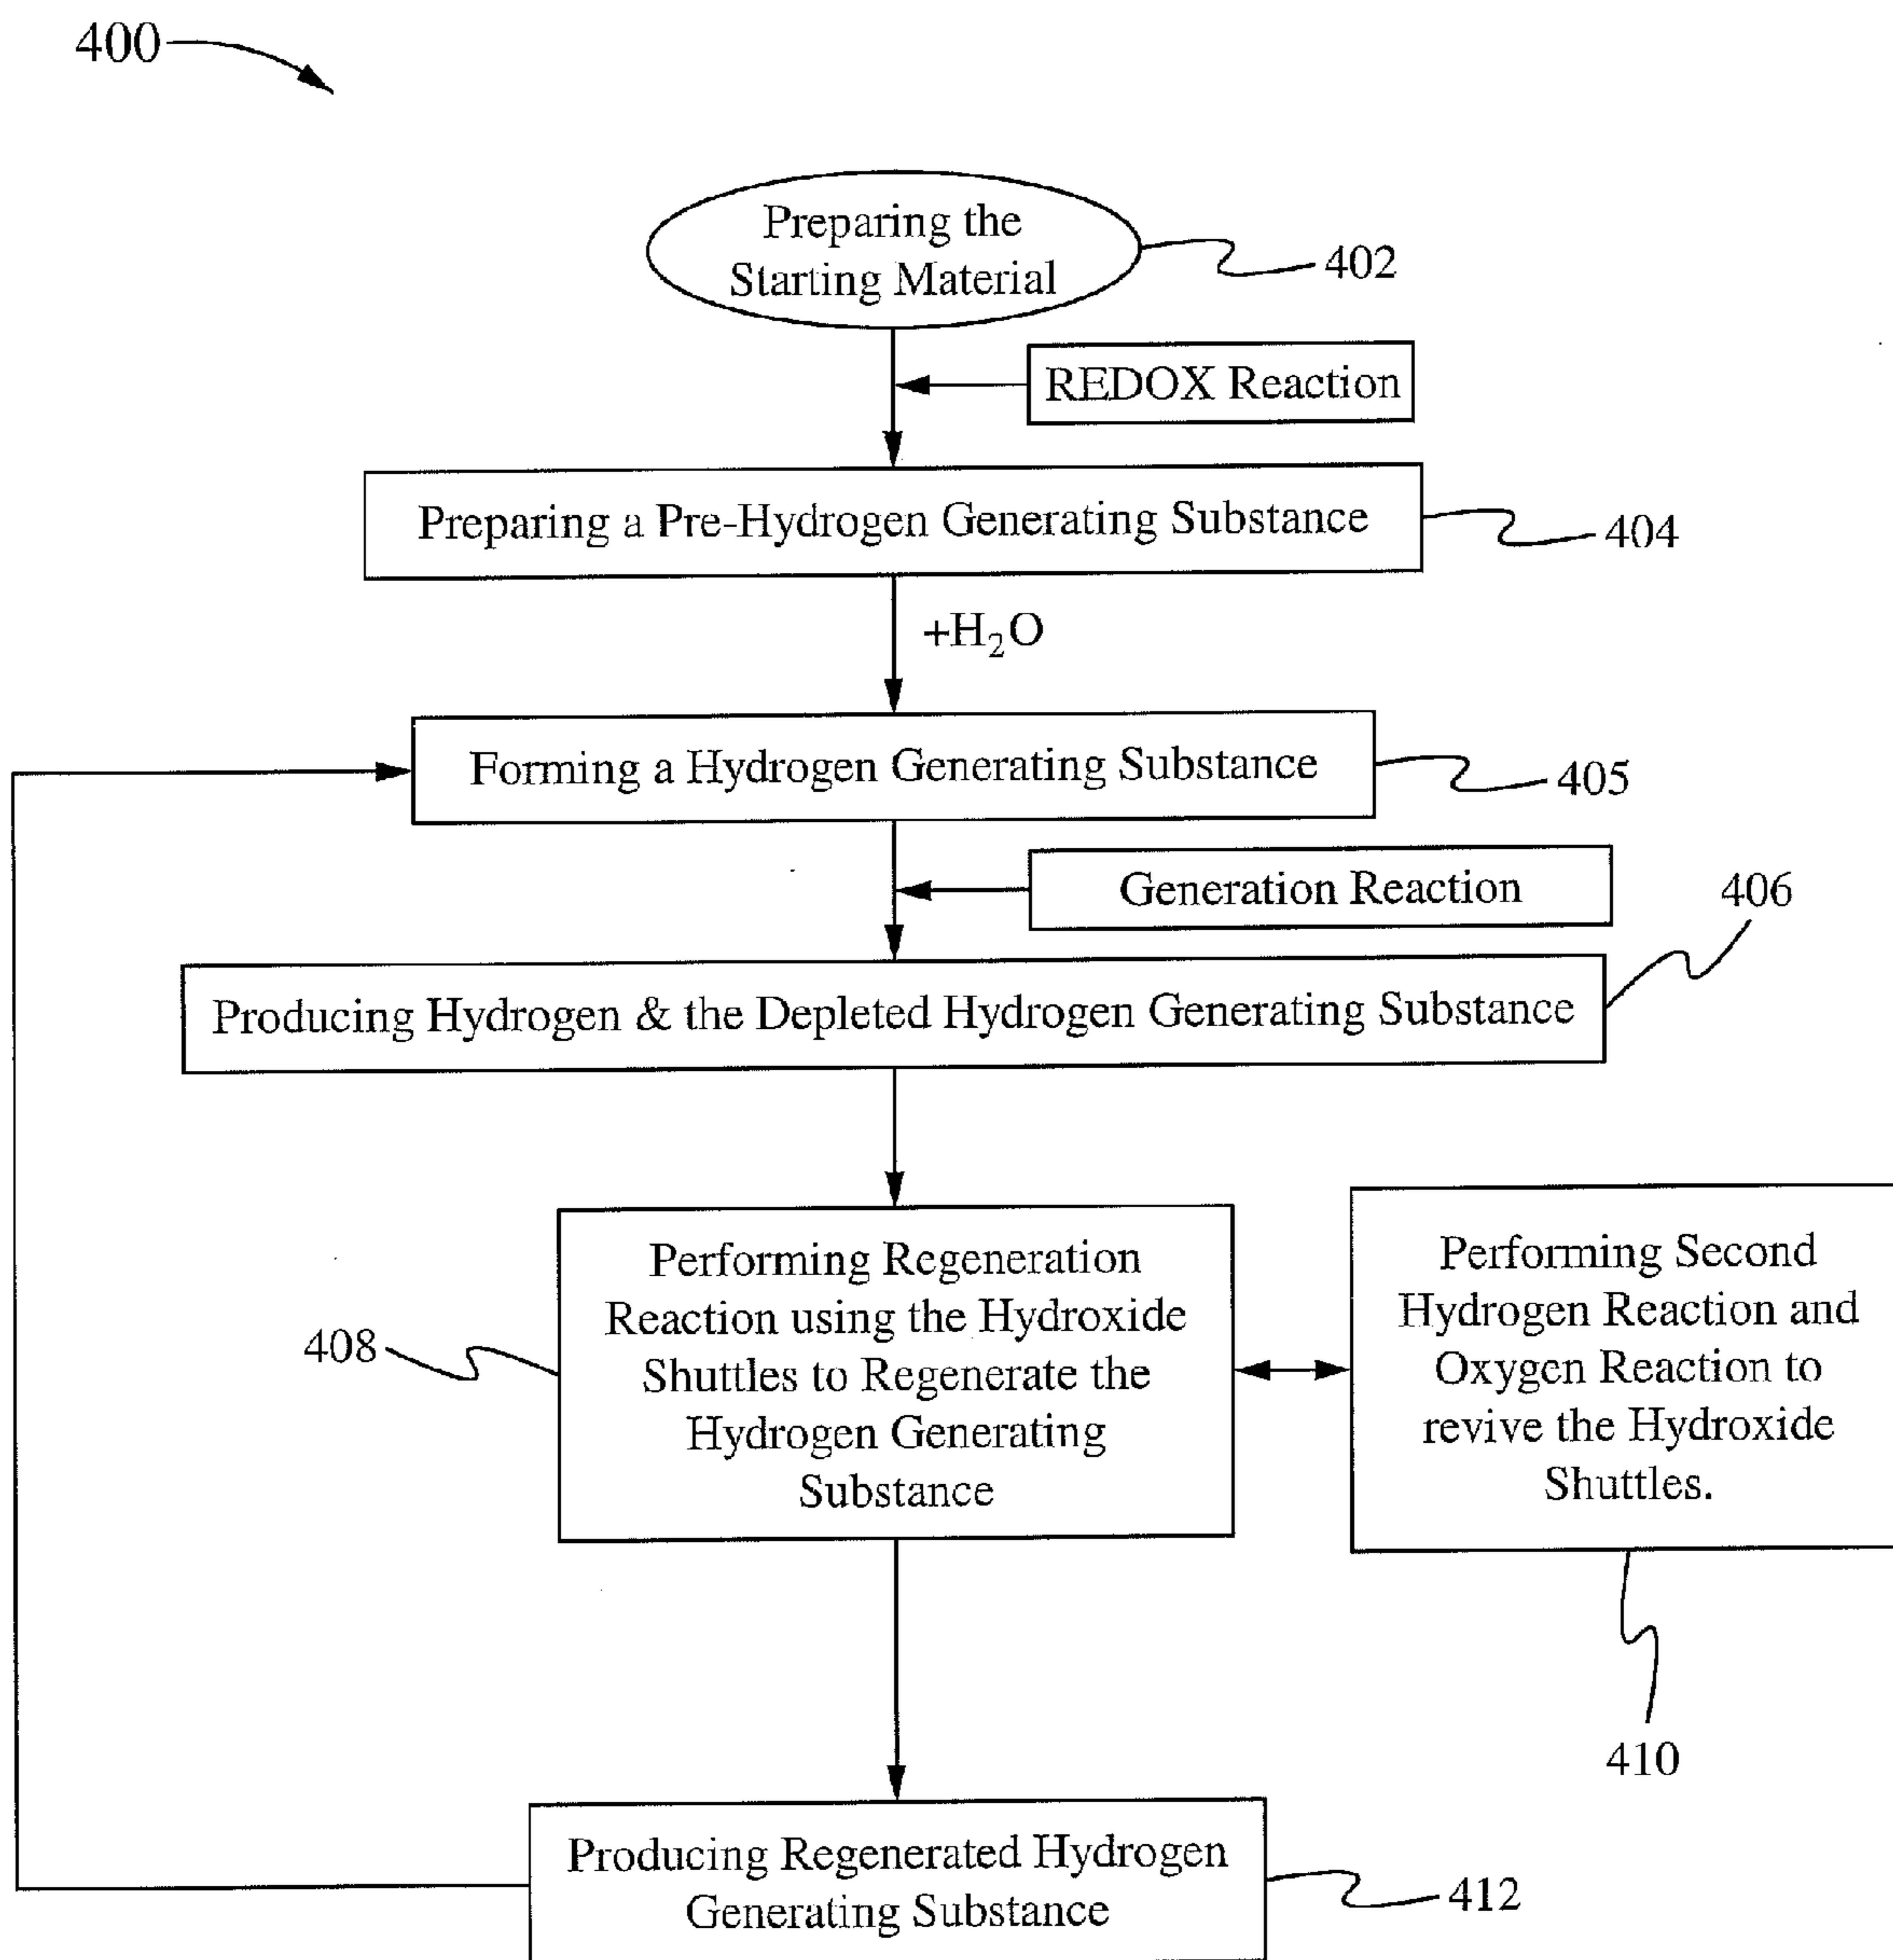 400
Preparing the
Starting Material
402
REDOX Reaction
Preparing a Pre-Hydrogen Generating Substance
404
+H₂O
Forming a Hydrogen Generating Substance
405
Generation Reaction
406
Producing Hydrogen & the Depleted Hydrogen Generating Substance
Performing Regeneration
Reaction using the Hydroxide
Shuttles to Regenerate the
Hydrogen Generating
Substance
408
Performing Second
Hydrogen Reaction and
Oxygen Reaction to
revive the Hydroxide
Shuttles.
410
Producing Regenerated Hydrogen
Generating Substance
412